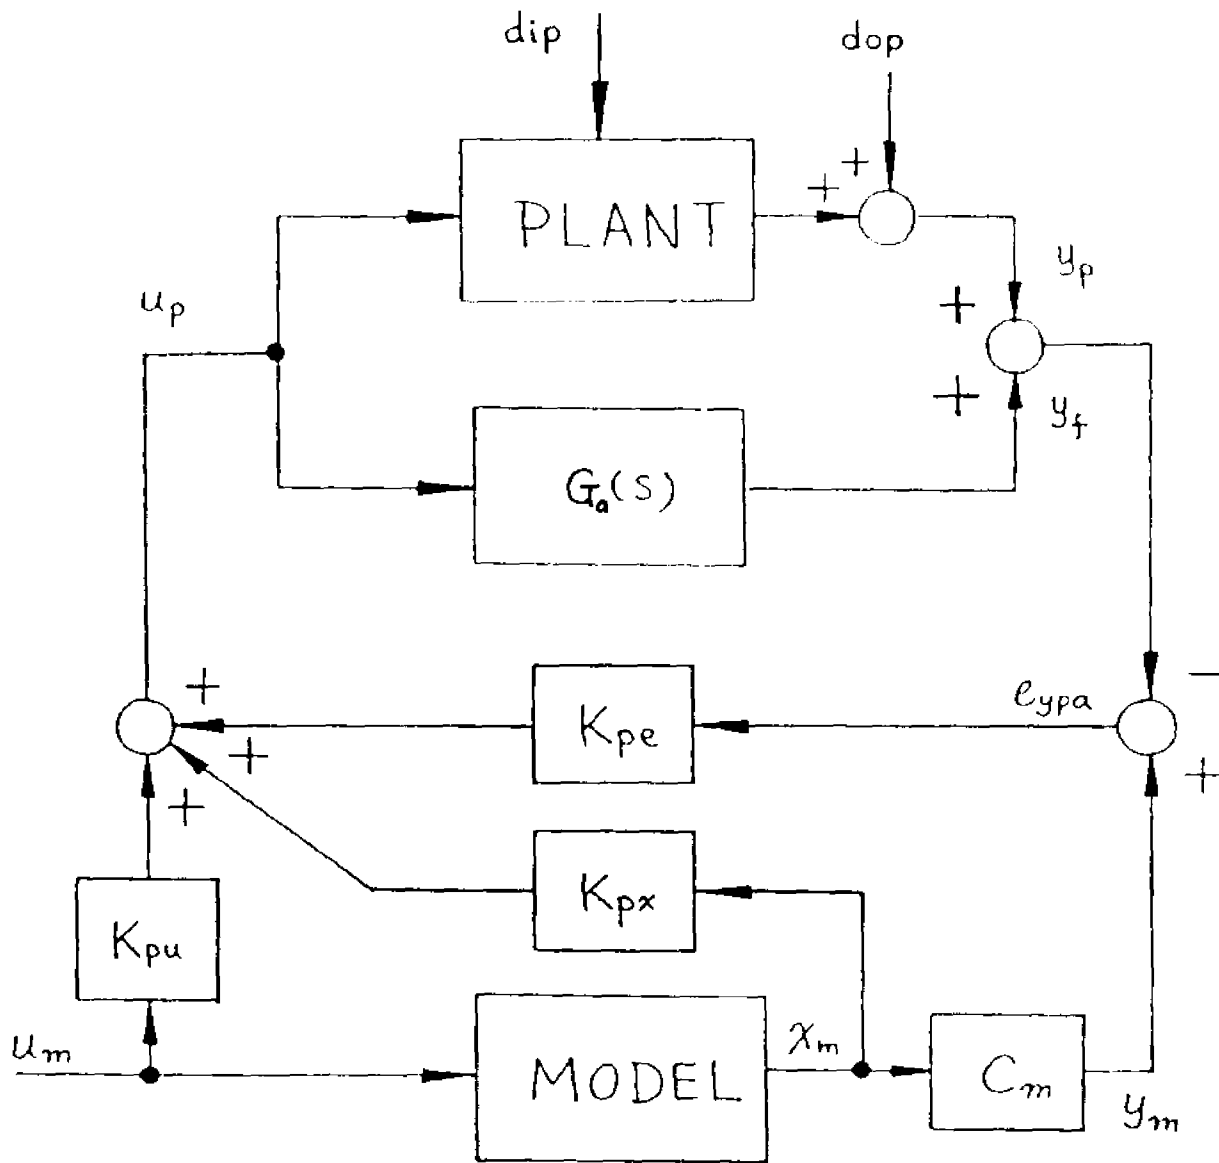 dip
dop
+
+
PLANT
y_p
u_p
+
+
y_f
G_a(S)
-
+
K_pe
e_ypa
+
+
+
K_px
K_pu
u_m
MODEL
x_m
C_m
y_m